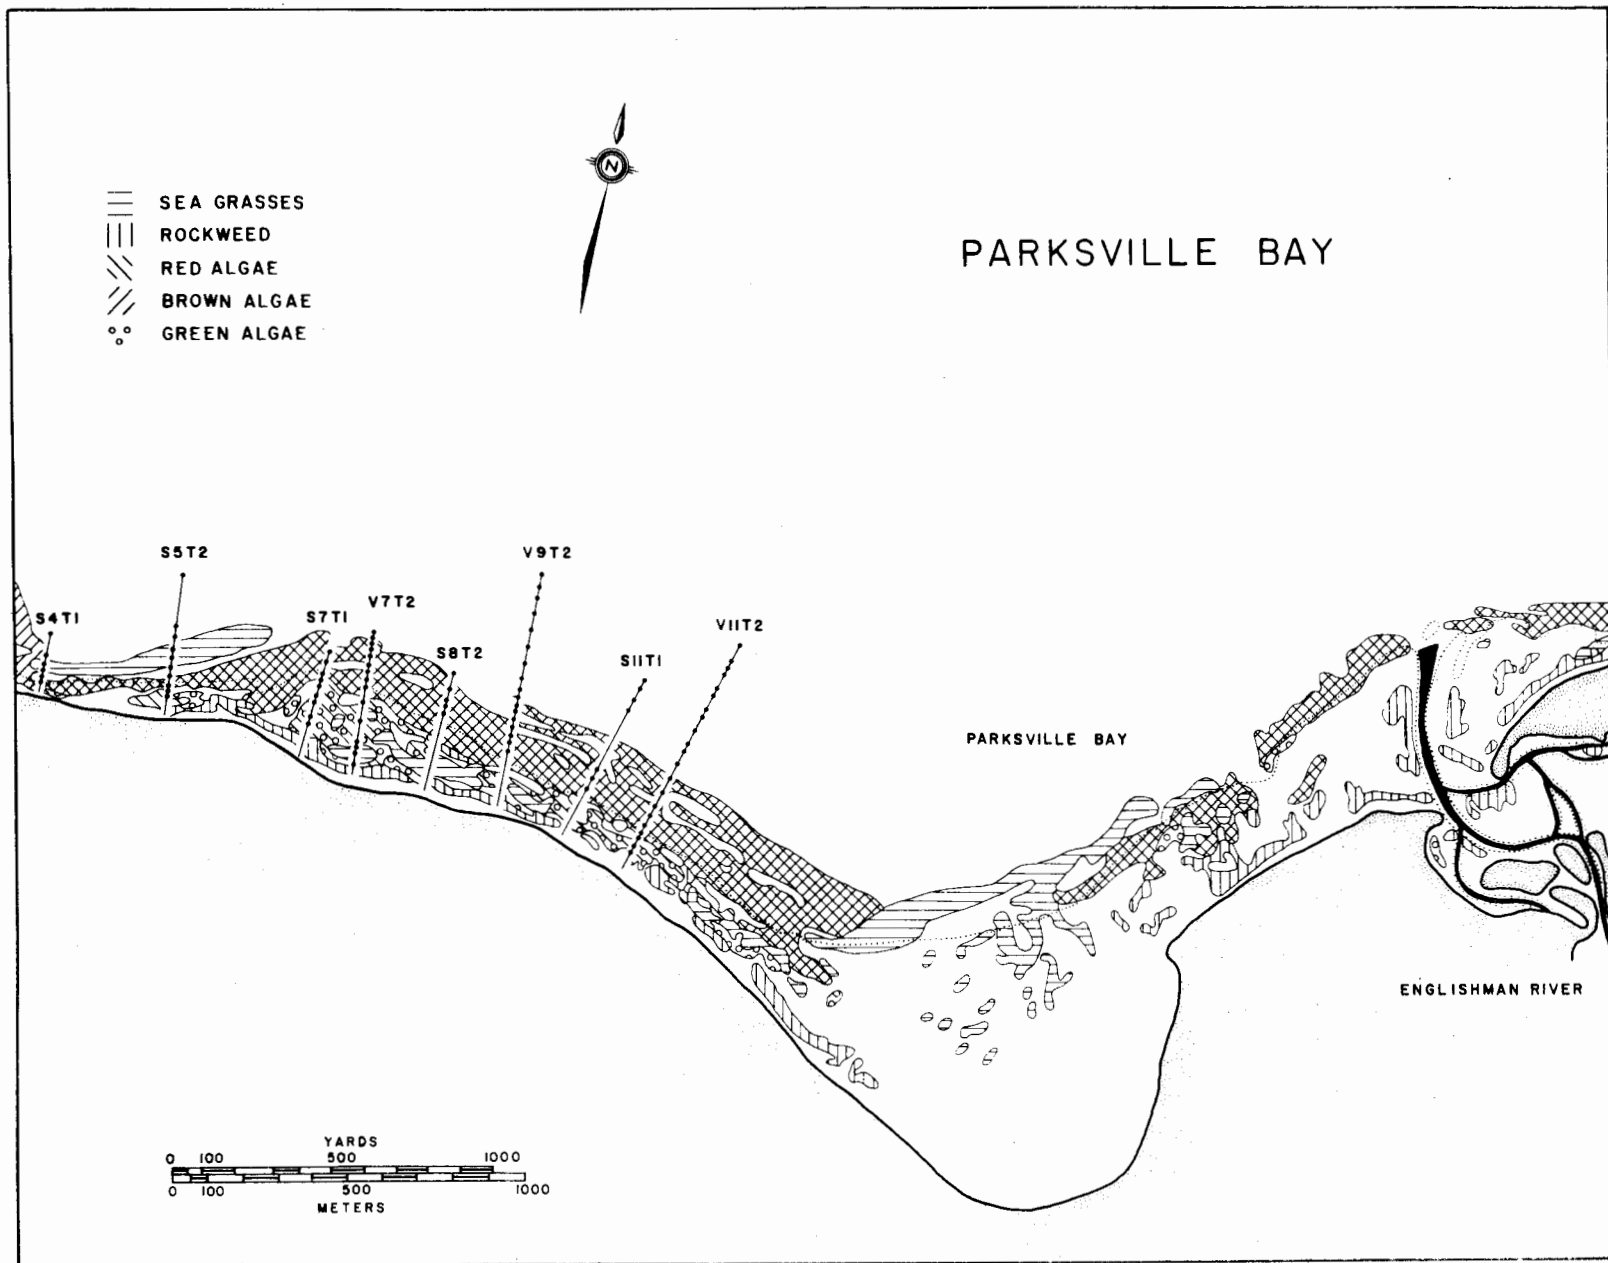 N
SEA GRASSES
ROCKWEED
RED ALGAE
BROWN ALGAE
GREEN ALGAE
PARKSVILLE BAY
S4T1
S5T2
S7T1
V7T2
S8T2
V9T2
S11T1
V11T2
PARKSVILLE BAY
ENGLISHMAN RIVER
YARDS
0 100 500 1000
0 100 500 1000
METERS